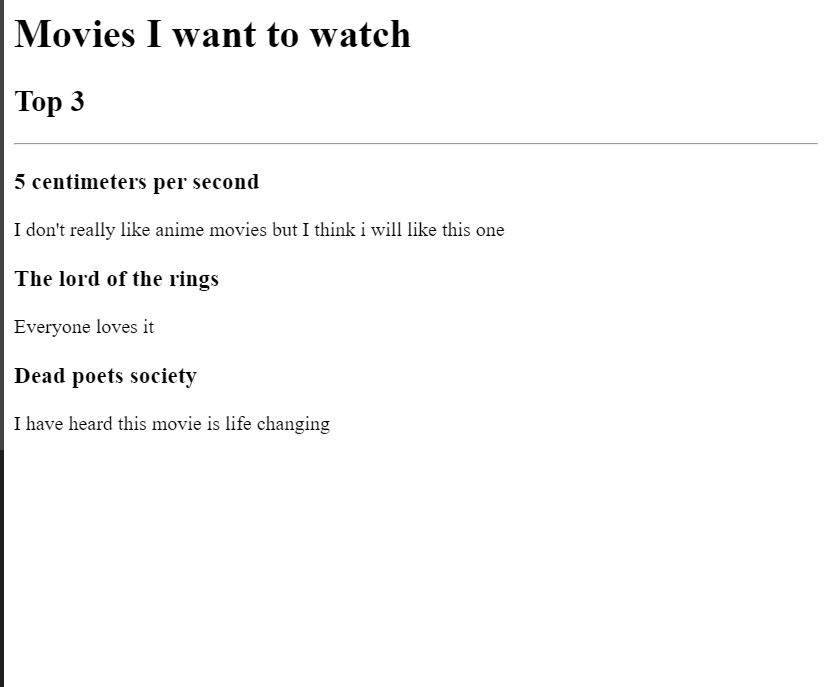 Movies I want to watch
Top 3
5 centimeters per second
I don't really like anime movies but I think i will like this one
The lord of the rings
Everyone loves it
Dead poets society
I have heard this movie is life changing